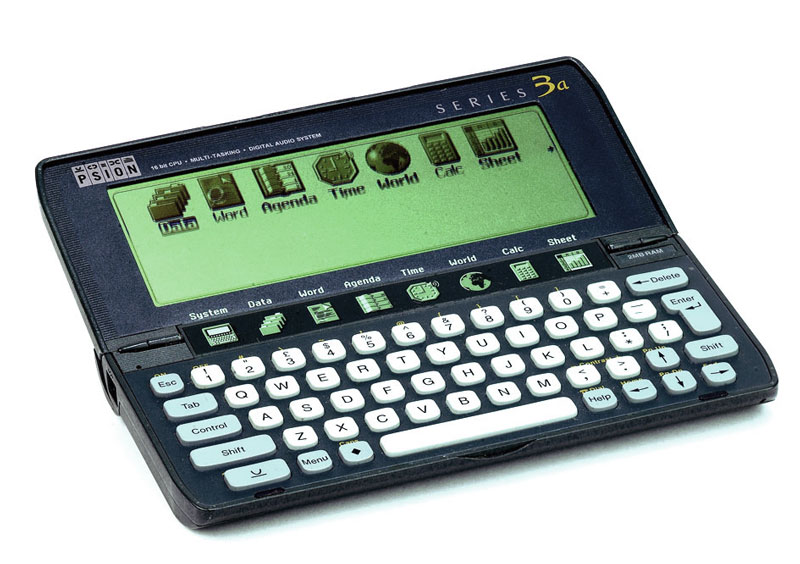 SERIES 3a
PSION
16 bit CPU • MULTI-TASKING • DIGITAL AUDIO SYSTEM
Data Word Agenda Time World Calc Sheet
System Data Word Agenda Time World Calc Sheet
2MB RAM
Esc 1 2 £ 3 $ 4 % 5 ^ 6 & 7 ? 8 9 0 + Delete
Tab Q W E R T Y U I O P Enter
Control A S D F G H J K L * :
Shift Z X C V B N M < , > . Shift
Menu Help